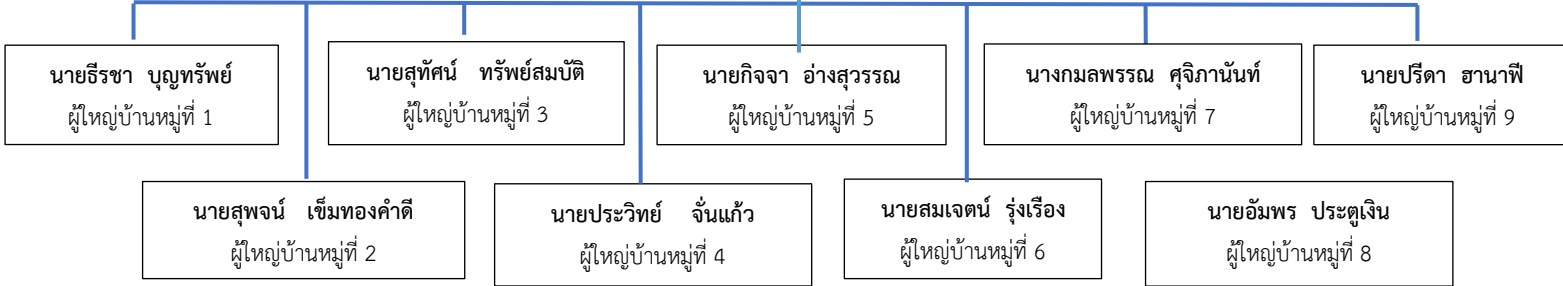 นายธีรชา บุญทรัพย์
ผู้ใหญ่บ้านหมู่ที่ 1
นายสุทัศน์ ทรัพย์สมบัติ
ผู้ใหญ่บ้านหมู่ที่ 3
นายกิจจา อ่างสุวรรณ
ผู้ใหญ่บ้านหมู่ที่ 5
นางกมลพรรณ ศุจิภานันท์
ผู้ใหญ่บ้านหมู่ที่ 7
นายปรีดา ฮานาฟี
ผู้ใหญ่บ้านหมู่ที่ 9
นายสุพจน์ เข็มทองคำดี
ผู้ใหญ่บ้านหมู่ที่ 2
นายประวิทย์ จั่นแก้ว
ผู้ใหญ่บ้านหมู่ที่ 4
นายสมเจตน์ รุ่งเรือง
ผู้ใหญ่บ้านหมู่ที่ 6
นายอัมพร ประตูเงิน
ผู้ใหญ่บ้านหมู่ที่ 8